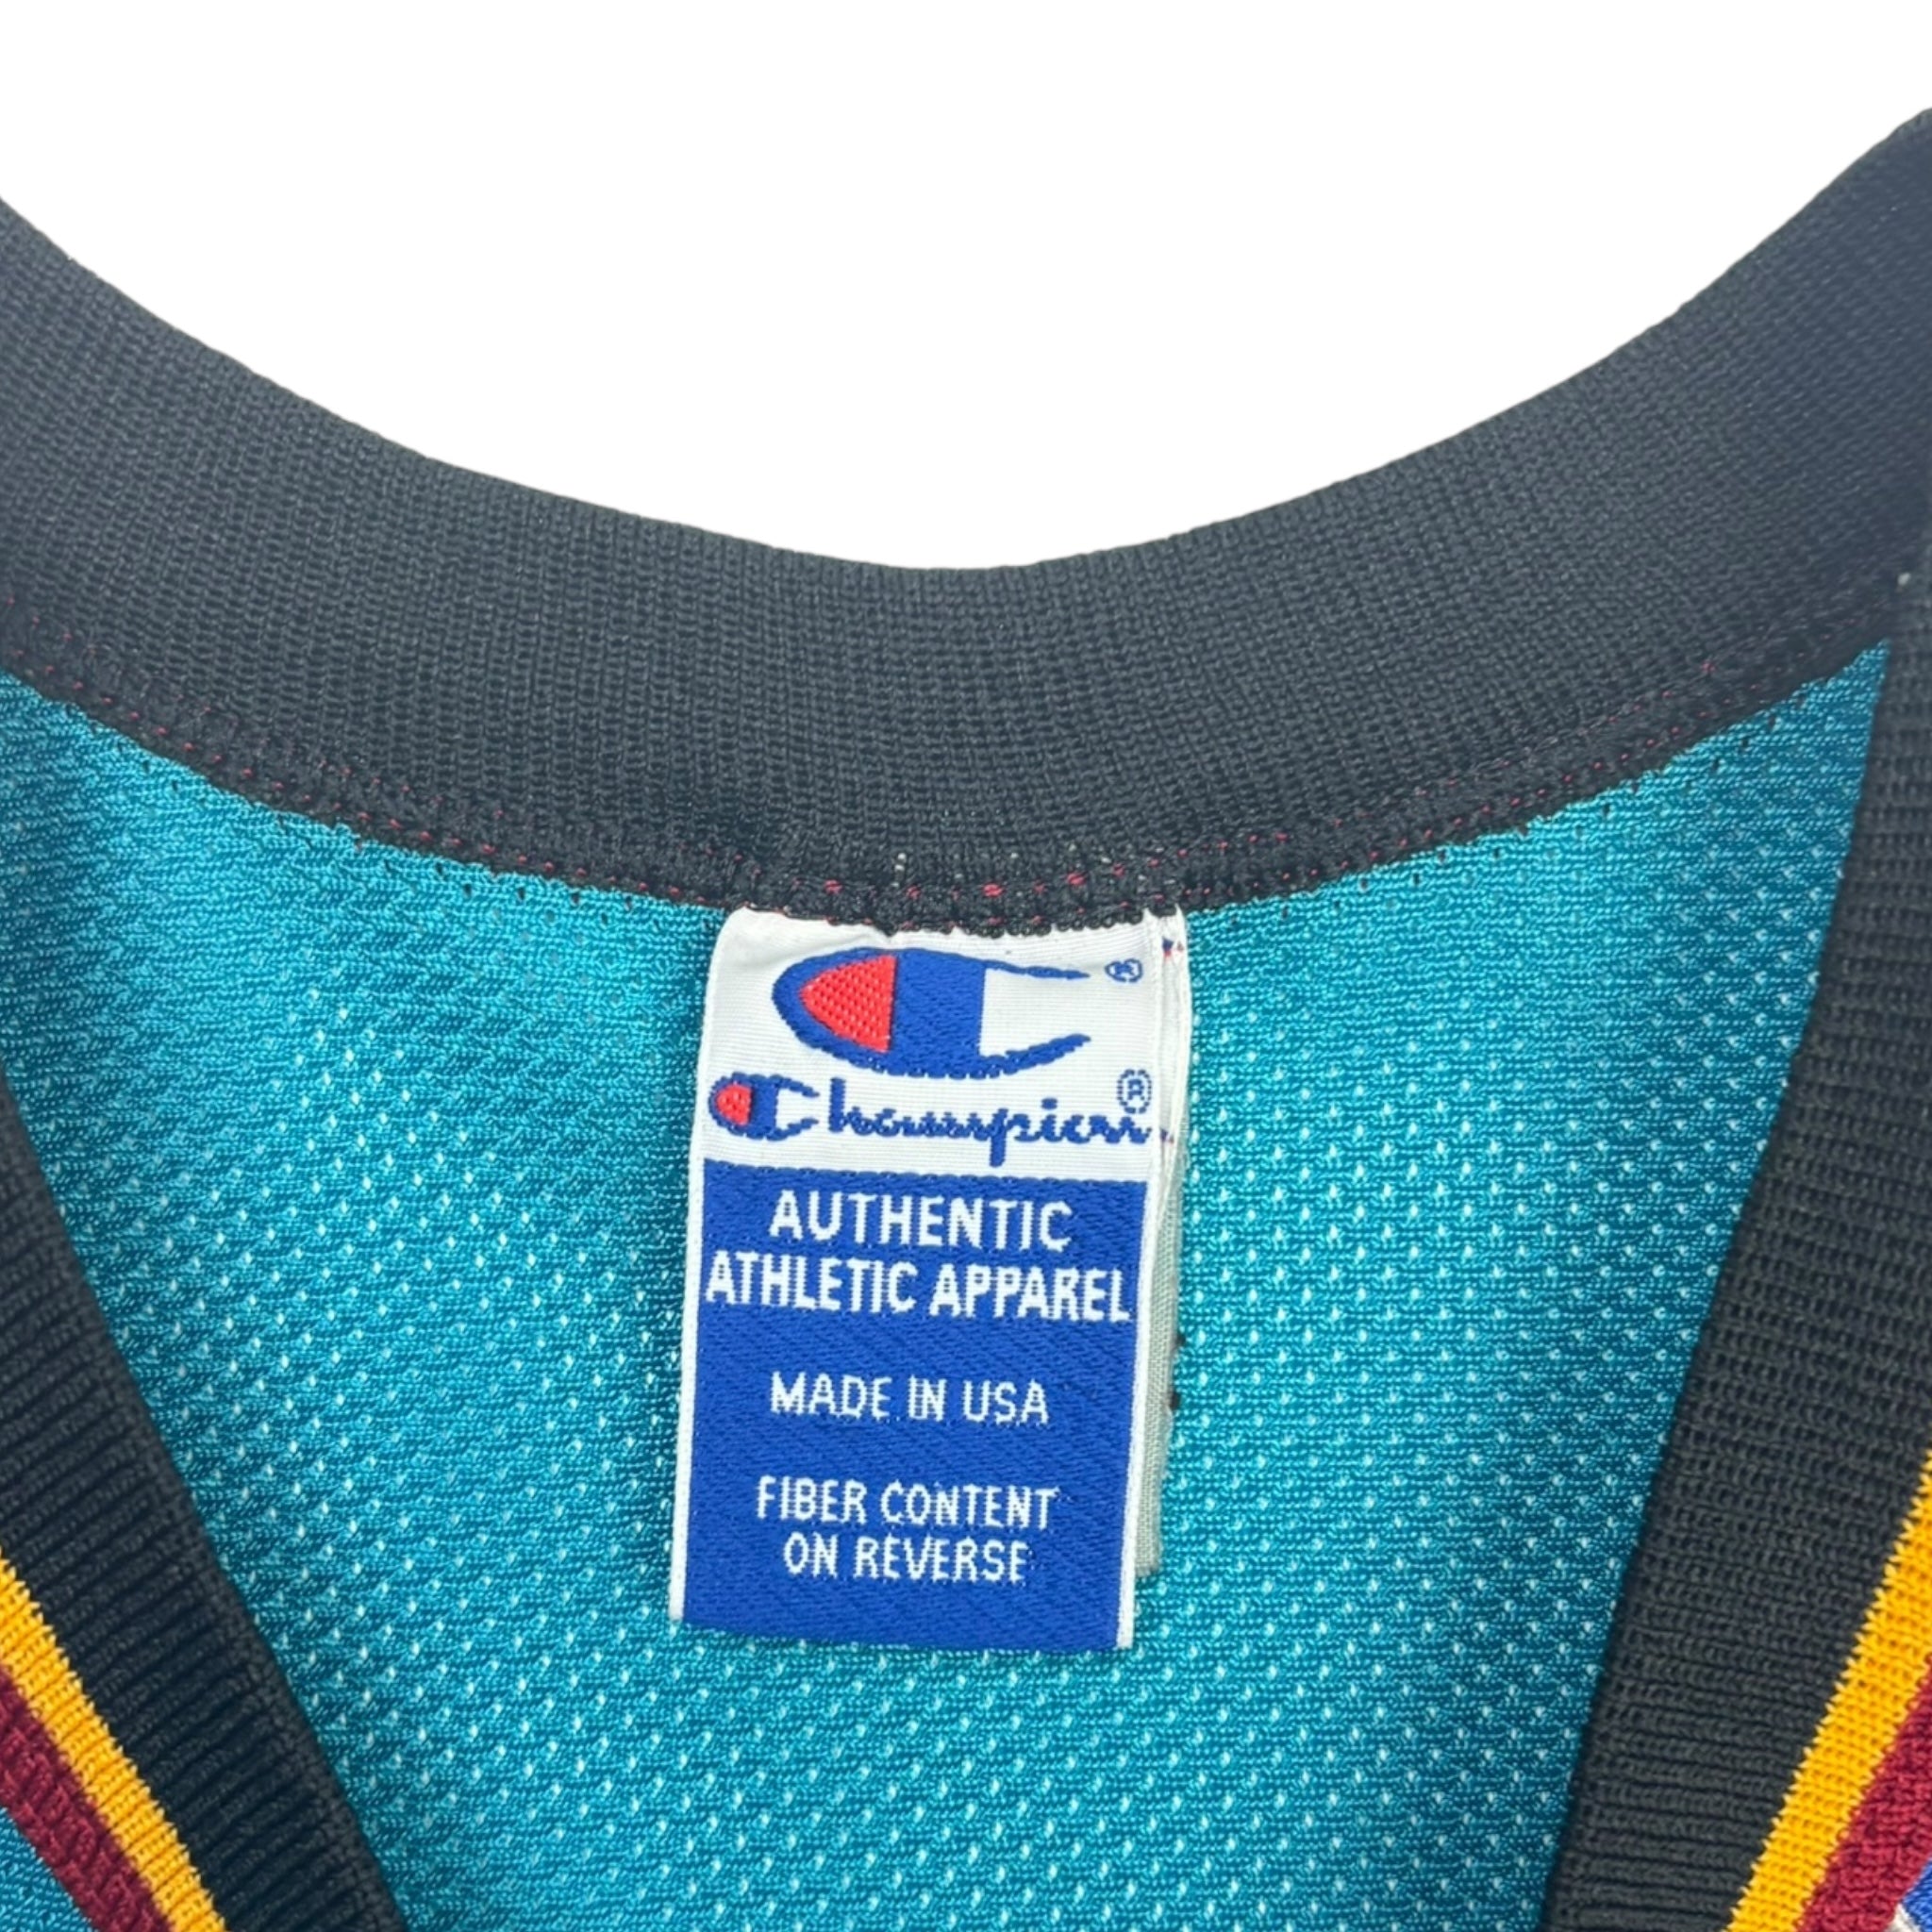 ®
Champion®
AUTHENTIC
ATHLETIC APPAREL
MADE IN USA
FIBER CONTENT
ON REVERSE